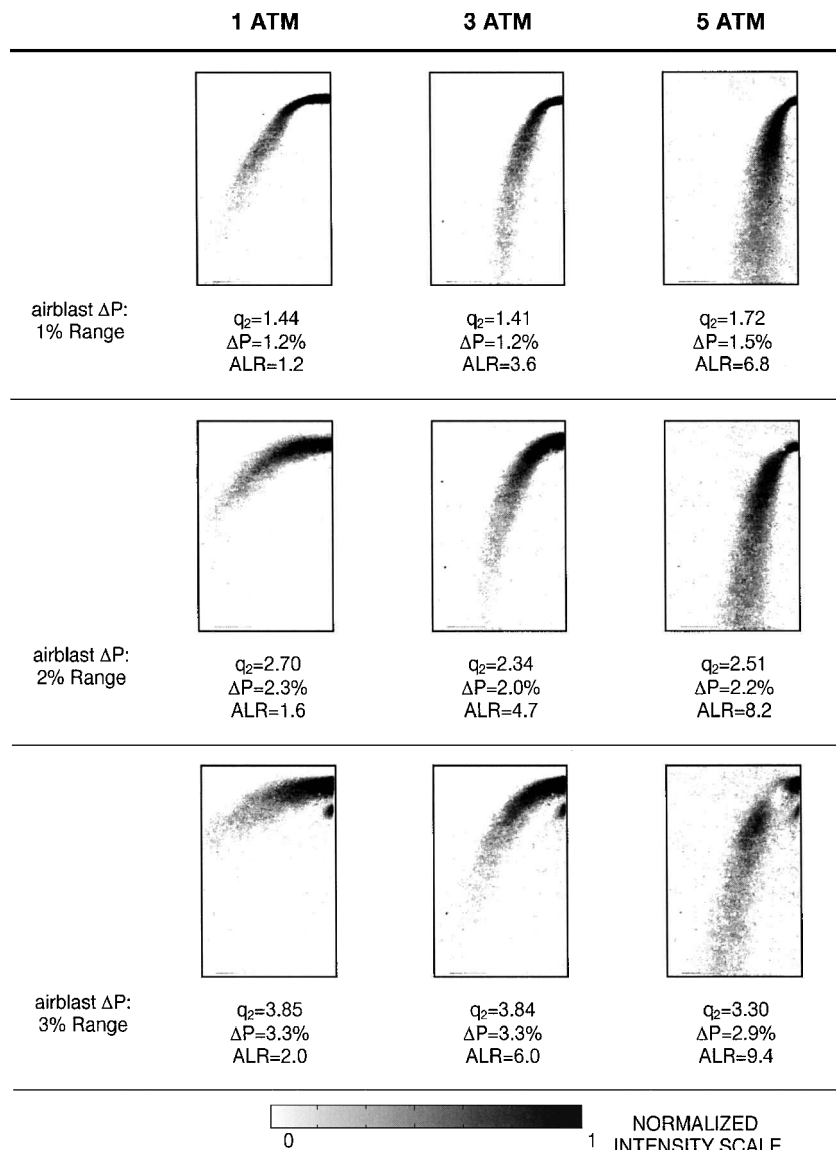 1 ATM 3 ATM 5 ATM
airblast ΔP:
1% Range
q₂=1.44 q₂=1.41 q₂=1.72
ΔP=1.2% ΔP=1.2% ΔP=1.5%
ALR=1.2 ALR=3.6 ALR=6.8
airblast ΔP:
2% Range
q₂=2.70 q₂=2.34 q₂=2.51
ΔP=2.3% ΔP=2.0% ΔP=2.2%
ALR=1.6 ALR=4.7 ALR=8.2
airblast ΔP:
3% Range
q₂=3.85 q₂=3.84 q₂=3.30
ΔP=3.3% ΔP=3.3% ΔP=2.9%
ALR=2.0 ALR=6.0 ALR=9.4
0 1 NORMALIZED
INTENSITY SCALE